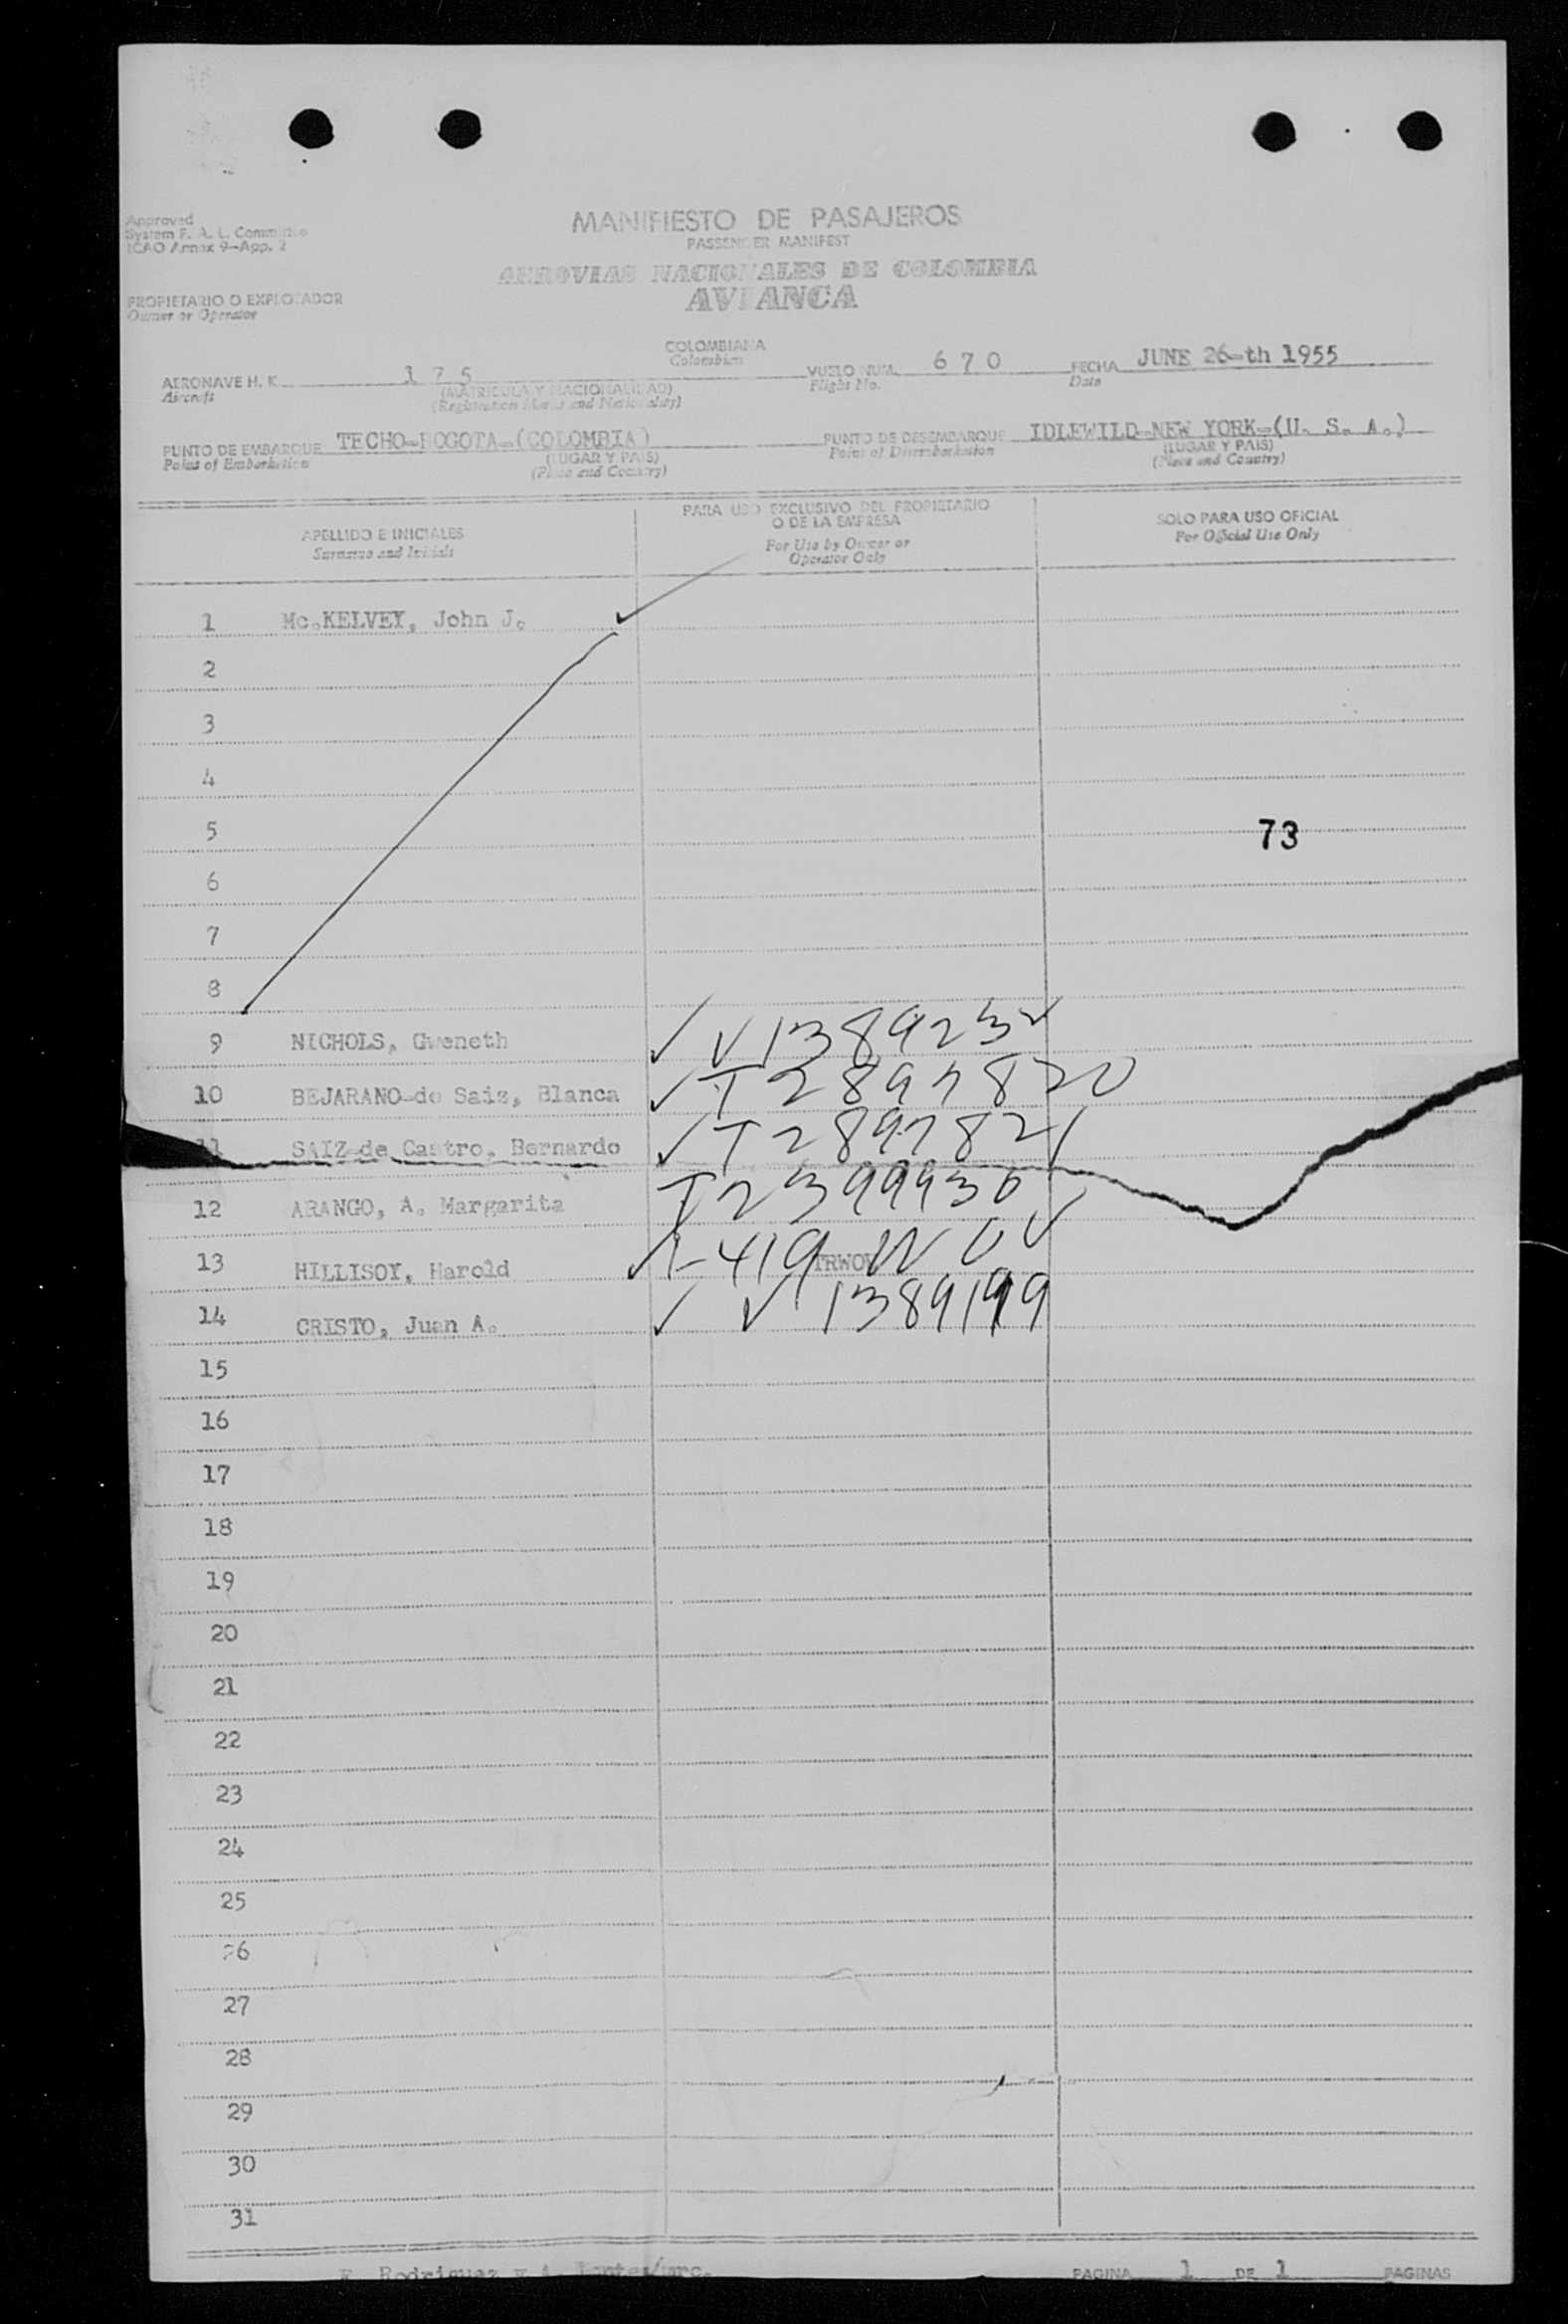 Approved
System F. A. L. Committee
ICAO Annex 9-App. 2
MANIFIESTO DE PASAJEROS
PASSENGER MANIFEST
AEROVIAS NACIONALES DE COLOMBIA
AVIANCA
PROPIETARIO O EXPLOTADOR
Owner or Operator
COLOMBIANA
Colombian
AERONAVE H. K. 175 VUELO NUM. 670 FECHA JUNE 26-th 1955
Aircraft (MATRICULA Y NACIONALIDAD) Flight No. Date
(Registration Marks and Nationality)
PUNTO DE EMBARQUE TECHO-BOGOTA-(COLOMBIA) PUNTO DE DESEMBARQUE IDLEWILD-NEW YORK-(U. S. A.)
Point of Embarkation (LUGAR Y PAIS) Point of Disembarkation (LUGAR Y PAIS)
(Place and Country) (Place and Country)
APELLIDO E INICIALES PARA USO EXCLUSIVO DEL PROPIETARIO SOLO PARA USO OFICIAL
Surname and Initials O DE LA EMPRESA For Official Use Only
For Use by Owner or
Operator Only
1 Mc.KELVEY, John J.
2
3
4
5 73
6
7
8
9 NICHOLS, Gweneth V1389232
10 BEJARANO-de Saiz, Blanca T2897820
11 SAIZ-de Castro, Bernardo T2897821
12 ARANGO, A. Margarita T2399930
13 HILLISOY, Harold 419 TRWOV
14 CRISTO, Juan A. V 1389199
15
16
17
18
19
20
21
22
23
24
25
26
27
28
29
30
31
Rodriguez
PAGINA 1 DE 1 PAGINAS